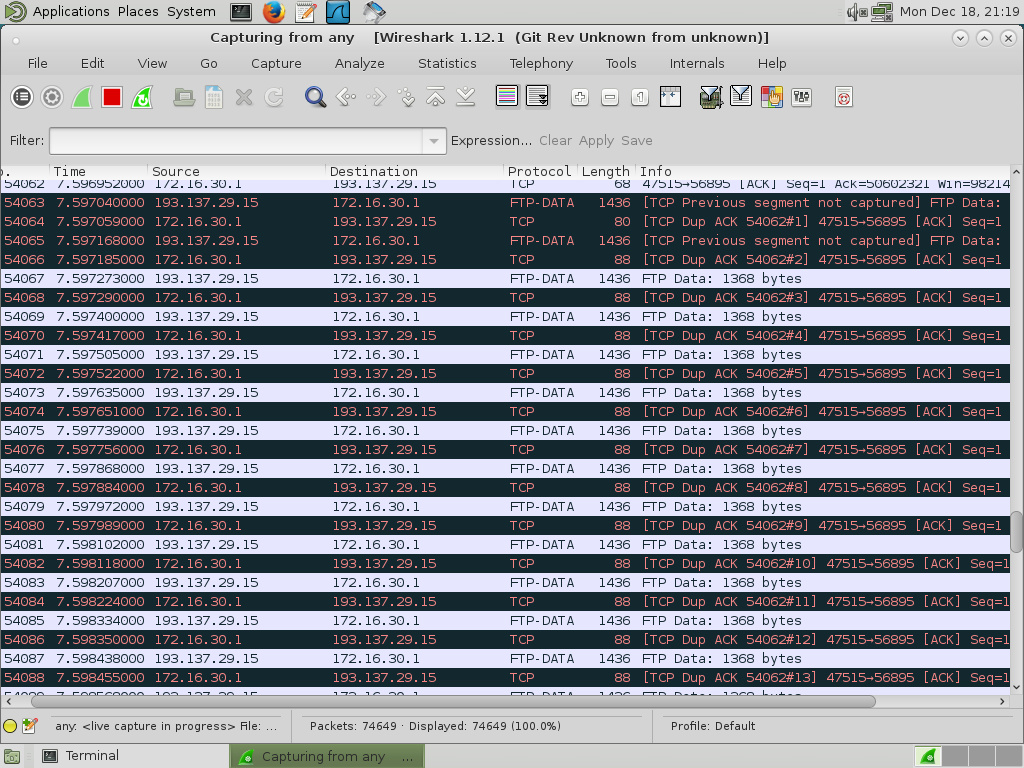 Applications Places System Mon Dec 18, 21:19
Capturing from any [Wireshark 1.12.1 (Git Rev Unknown from unknown)]
File Edit View Go Capture Analyze Statistics Telephony Tools Internals Help
Filter: Expression... Clear Apply Save
o. Time Source Destination Protocol Length Info
54062 7.596952000 172.16.30.1 193.137.29.15 TCP 68 47515→56895 [ACK] Seq=1 Ack=50602321 Win=98214
54063 7.597040000 193.137.29.15 172.16.30.1 FTP-DATA 1436 [TCP Previous segment not captured] FTP Data:
54064 7.597059000 172.16.30.1 193.137.29.15 TCP 80 [TCP Dup ACK 54062#1] 47515→56895 [ACK] Seq=1
54065 7.597168000 193.137.29.15 172.16.30.1 FTP-DATA 1436 [TCP Previous segment not captured] FTP Data:
54066 7.597185000 172.16.30.1 193.137.29.15 TCP 88 [TCP Dup ACK 54062#2] 47515→56895 [ACK] Seq=1
54067 7.597273000 193.137.29.15 172.16.30.1 FTP-DATA 1436 FTP Data: 1368 bytes
54068 7.597290000 172.16.30.1 193.137.29.15 TCP 88 [TCP Dup ACK 54062#3] 47515→56895 [ACK] Seq=1
54069 7.597400000 193.137.29.15 172.16.30.1 FTP-DATA 1436 FTP Data: 1368 bytes
54070 7.597417000 172.16.30.1 193.137.29.15 TCP 88 [TCP Dup ACK 54062#4] 47515→56895 [ACK] Seq=1
54071 7.597505000 193.137.29.15 172.16.30.1 FTP-DATA 1436 FTP Data: 1368 bytes
54072 7.597522000 172.16.30.1 193.137.29.15 TCP 88 [TCP Dup ACK 54062#5] 47515→56895 [ACK] Seq=1
54073 7.597635000 193.137.29.15 172.16.30.1 FTP-DATA 1436 FTP Data: 1368 bytes
54074 7.597651000 172.16.30.1 193.137.29.15 TCP 88 [TCP Dup ACK 54062#6] 47515→56895 [ACK] Seq=1
54075 7.597739000 193.137.29.15 172.16.30.1 FTP-DATA 1436 FTP Data: 1368 bytes
54076 7.597756000 172.16.30.1 193.137.29.15 TCP 88 [TCP Dup ACK 54062#7] 47515→56895 [ACK] Seq=1
54077 7.597868000 193.137.29.15 172.16.30.1 FTP-DATA 1436 FTP Data: 1368 bytes
54078 7.597884000 172.16.30.1 193.137.29.15 TCP 88 [TCP Dup ACK 54062#8] 47515→56895 [ACK] Seq=1
54079 7.597972000 193.137.29.15 172.16.30.1 FTP-DATA 1436 FTP Data: 1368 bytes
54080 7.597989000 172.16.30.1 193.137.29.15 TCP 88 [TCP Dup ACK 54062#9] 47515→56895 [ACK] Seq=1
54081 7.598102000 193.137.29.15 172.16.30.1 FTP-DATA 1436 FTP Data: 1368 bytes
54082 7.598118000 172.16.30.1 193.137.29.15 TCP 88 [TCP Dup ACK 54062#10] 47515→56895 [ACK] Seq=1
54083 7.598207000 193.137.29.15 172.16.30.1 FTP-DATA 1436 FTP Data: 1368 bytes
54084 7.598224000 172.16.30.1 193.137.29.15 TCP 88 [TCP Dup ACK 54062#11] 47515→56895 [ACK] Seq=1
54085 7.598334000 193.137.29.15 172.16.30.1 FTP-DATA 1436 FTP Data: 1368 bytes
54086 7.598350000 172.16.30.1 193.137.29.15 TCP 88 [TCP Dup ACK 54062#12] 47515→56895 [ACK] Seq=1
54087 7.598438000 193.137.29.15 172.16.30.1 FTP-DATA 1436 FTP Data: 1368 bytes
54088 7.598455000 172.16.30.1 193.137.29.15 TCP 88 [TCP Dup ACK 54062#13] 47515→56895 [ACK] Seq=1
any: <live capture in progress> File: ... Packets: 74649 · Displayed: 74649 (100.0%) Profile: Default
Terminal Capturing from any ...